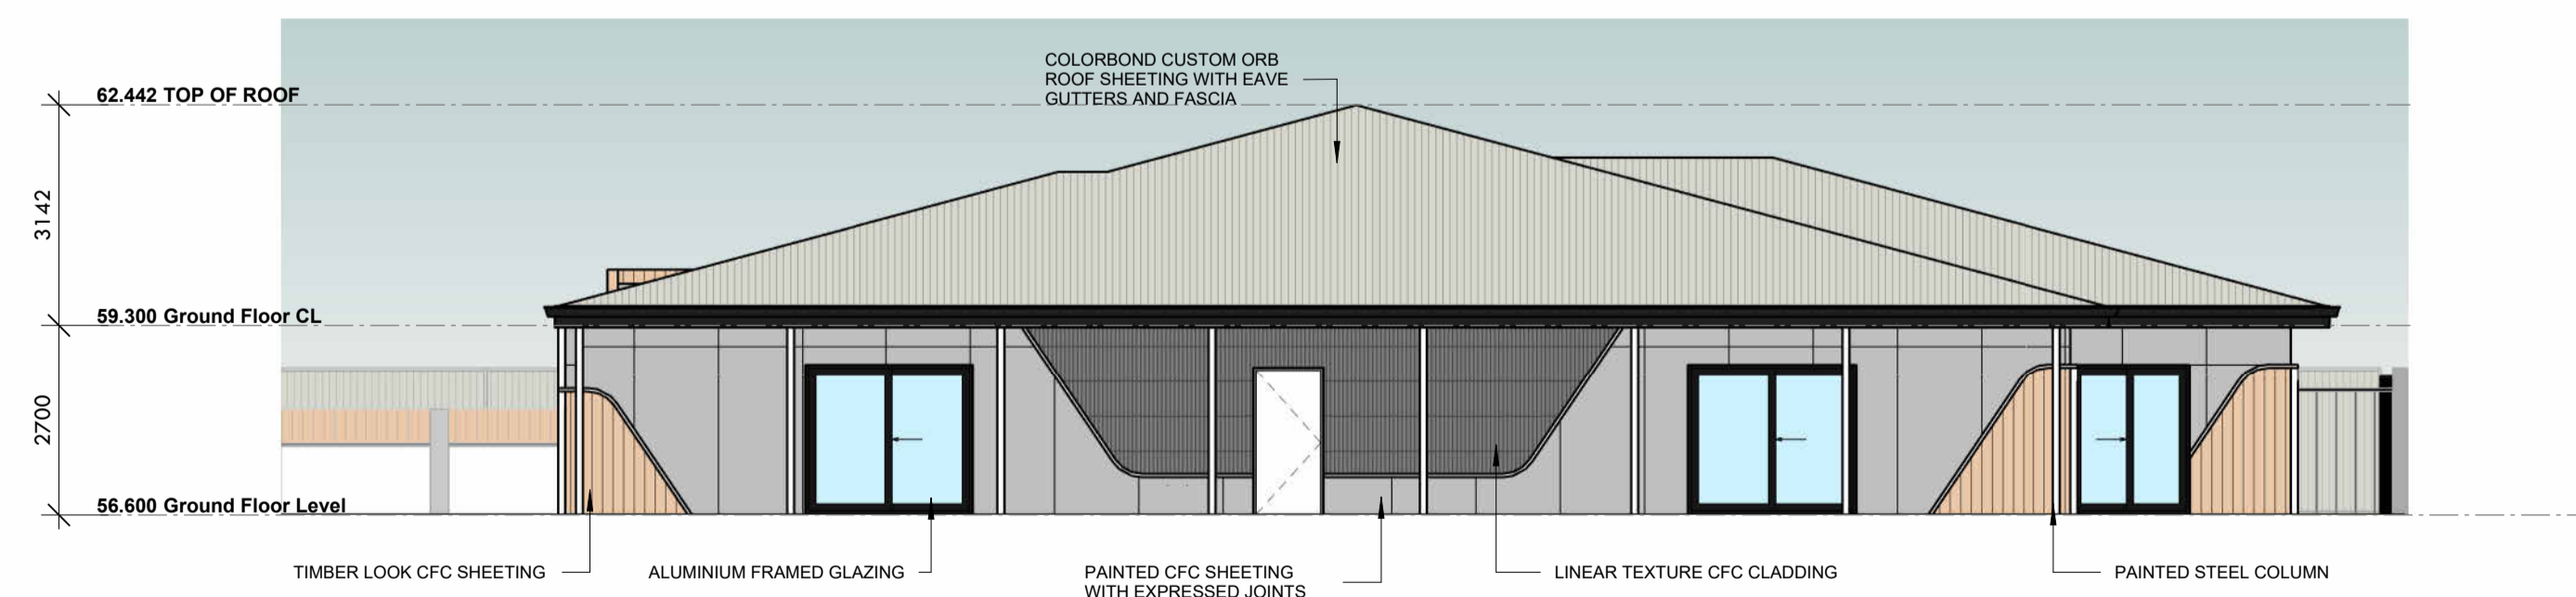 COLORBOND CUSTOM ORB
ROOF SHEETING WITH EAVE
GUTTERS AND FASCIA
62.442 TOP OF ROOF
3142
59.300 Ground Floor CL
2700
56.600 Ground Floor Level
TIMBER LOOK CFC SHEETING
ALUMINIUM FRAMED GLAZING
PAINTED CFC SHEETING
WITH EXPRESSED JOINTS
LINEAR TEXTURE CFC CLADDING
PAINTED STEEL COLUMN